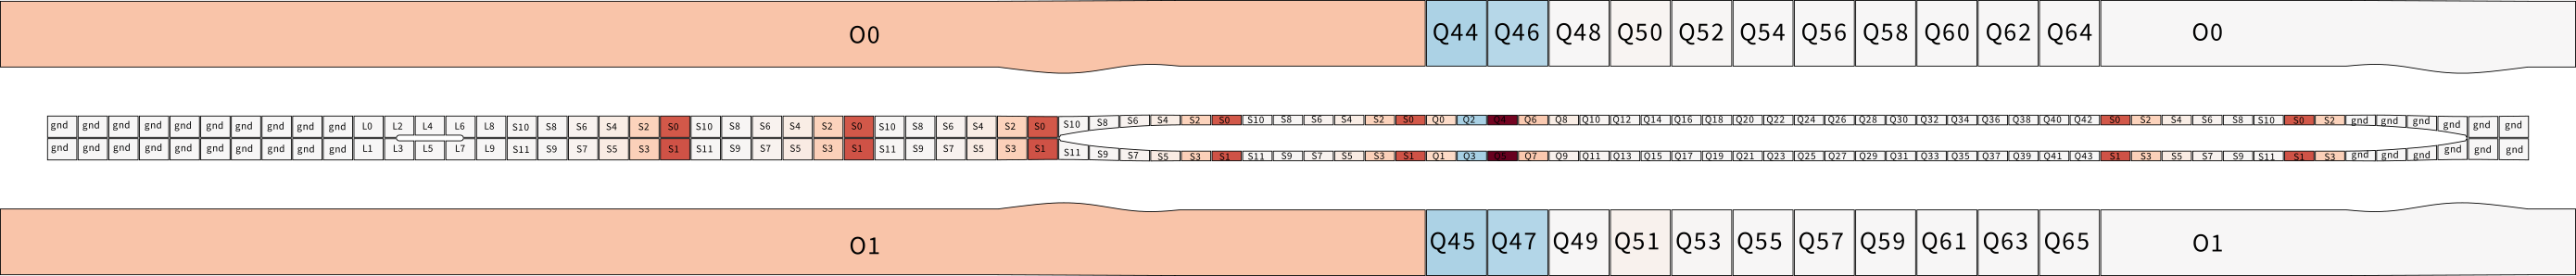 O0 Q44 Q46 Q48 Q50 Q52 Q54 Q56 Q58 Q60 Q62 Q64 O0
gnd gnd gnd gnd gnd gnd gnd gnd gnd gnd L0 L2 L4 L6 L8 S10 S8 S6 S4 S2 S0 S10 S8 S6 S4 S2 S0 S10 S8 S6 S4 S2 S0 S10 S8 S6 S4 S2 S0 S10 S8 S6 S4 S2 S0 Q0 Q2 Q4 Q6 Q8 Q10 Q12 Q14 Q16 Q18 Q20 Q22 Q24 Q26 Q28 Q30 Q32 Q34 Q36 Q38 Q40 Q42 S0 S2 S4 S6 S8 S10 S0 S2 gnd gnd gnd gnd gnd gnd
gnd gnd gnd gnd gnd gnd gnd gnd gnd gnd L1 L3 L5 L7 L9 S11 S9 S7 S5 S3 S1 S11 S9 S7 S5 S3 S1 S11 S9 S7 S5 S3 S1 S11 S9 S7 S5 S3 S1 S11 S9 S7 S5 S3 S1 Q1 Q3 Q5 Q7 Q9 Q11 Q13 Q15 Q17 Q19 Q21 Q23 Q25 Q27 Q29 Q31 Q33 Q35 Q37 Q39 Q41 Q43 S1 S3 S5 S7 S9 S11 S1 S3 gnd gnd gnd gnd gnd gnd
O1 Q45 Q47 Q49 Q51 Q53 Q55 Q57 Q59 Q61 Q63 Q65 O1